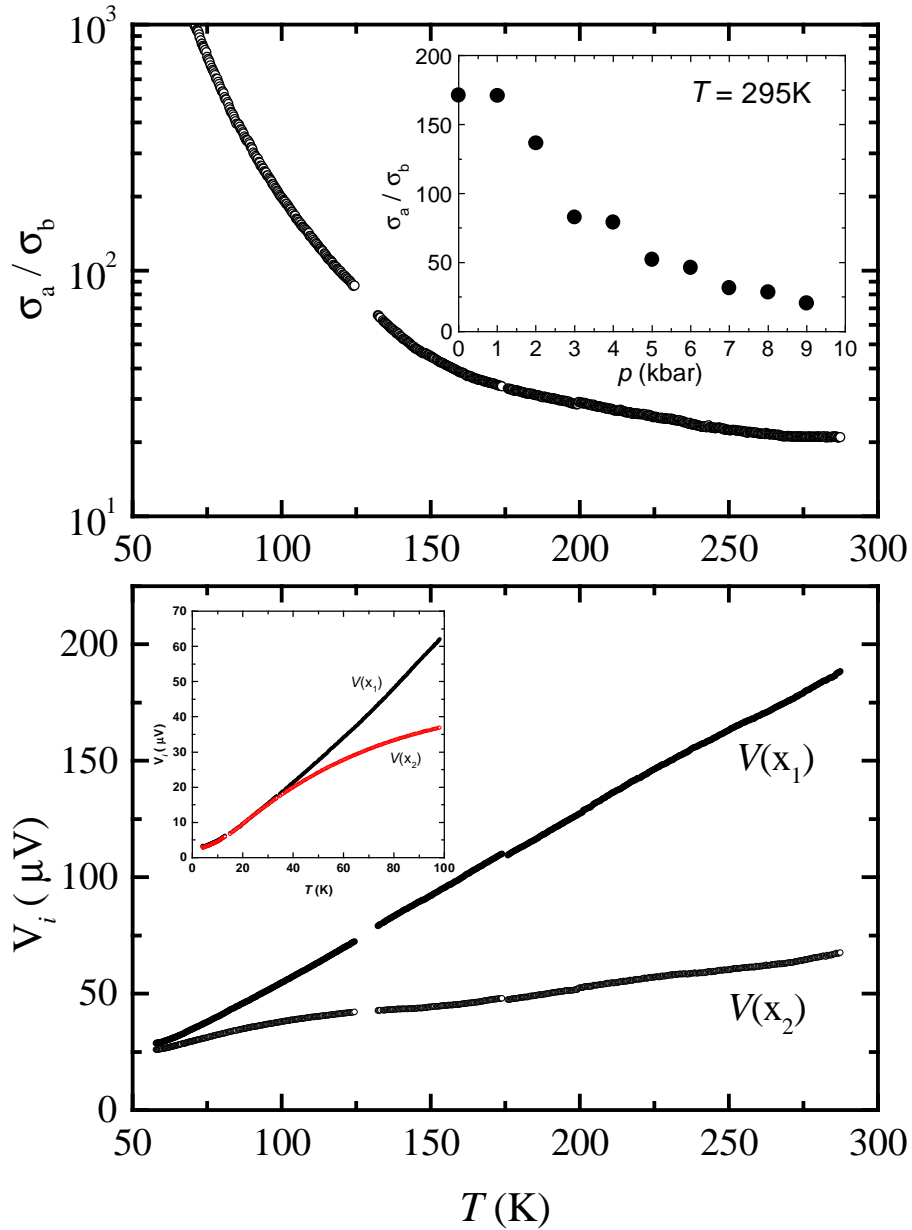 10³
10²
10¹
σₐ / σ_b
50 100 150 200 250 300
200
150
100
50
0
σₐ / σ_b
T = 295K
0 1 2 3 4 5 6 7 8 9 10
p (kbar)
200
150
100
50
0
Vᵢ ( μV)
V(x₁)
V(x₂)
70
60
50
40
30
20
10
0
Vᵢ ( μV)
V(x₁)
V(x₂)
0 20 40 60 80 100
T (K)
50 100 150 200 250 300
T (K)